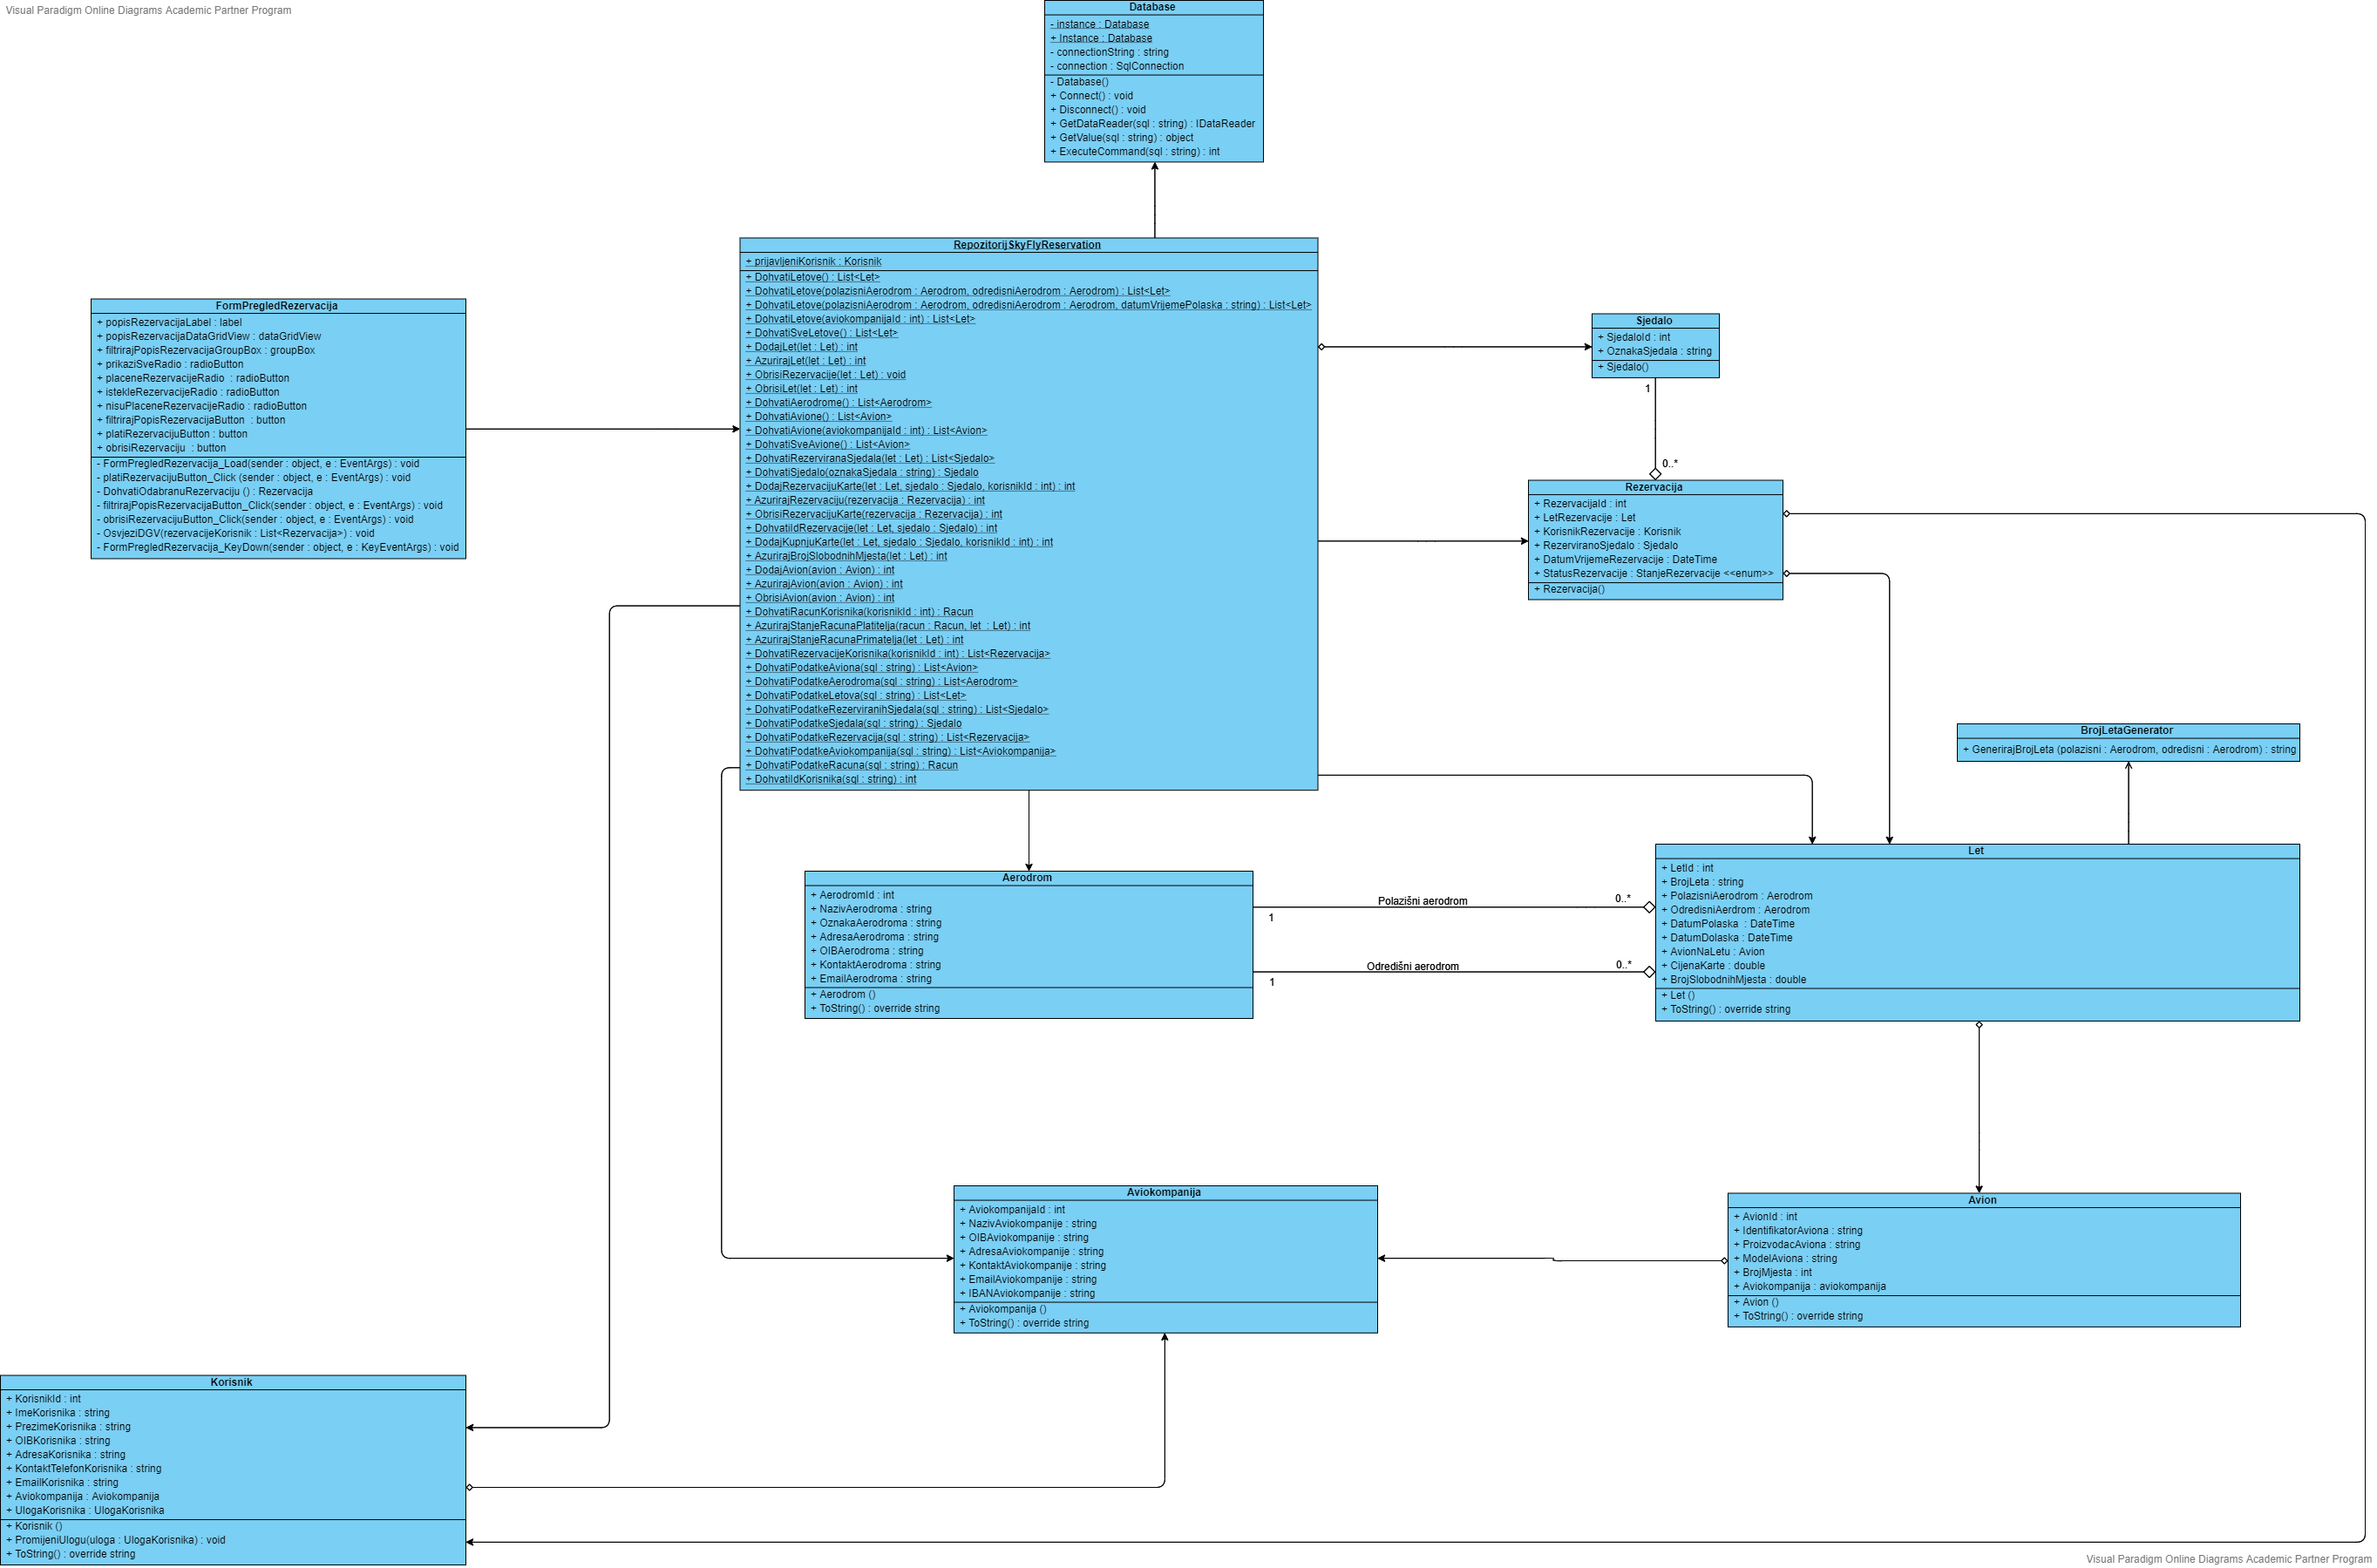 Visual Paradigm Online Diagrams Academic Partner Program
Database
- instance : Database
+ Instance : Database
- connectionString : string
- connection : SqlConnection
- Database()
+ Connect() : void
+ Disconnect() : void
+ GetDataReader(sql : string) : IDataReader
+ GetValue(sql : string) : object
+ ExecuteCommand(sql : string) : int
RepozitorijSkyFlyReservation
+ prijavljeniKorisnik : Korisnik
+ DohvatiLetove() : List<Let>
+ DohvatiLetove(polazisniAerodrom : Aerodrom, odredisniAerodrom : Aerodrom) : List<Let>
+ DohvatiLetove(polazisniAerodrom : Aerodrom, odredisniAerodrom : Aerodrom, datumVrijemePolaska : string) : List<Let>
+ DohvatiLetove(aviokompanijaId : int) : List<Let>
+ DohvatiSveLetove() : List<Let>
+ DodajLet(let : Let) : int
+ AzurirajLet(let : Let) : int
+ ObrisiRezervacije(let : Let) : void
+ ObrisiLet(let : Let) : int
+ DohvatiAerodrome() : List<Aerodrom>
+ DohvatiAvione() : List<Avion>
+ DohvatiAvione(aviokompanijaId : int) : List<Avion>
+ DohvatiSveAvione() : List<Avion>
+ DohvatiRezerviranaSjedala(let : Let) : List<Sjedalo>
+ DohvatiSjedalo(oznakaSjedala : string) : Sjedalo
+ DodajRezervacijuKarte(let : Let, sjedalo : Sjedalo, korisnikId : int) : int
+ AzurirajRezervaciju(rezervacija : Rezervacija) : int
+ ObrisiRezervacijuKarte(rezervacija : Rezervacija) : int
+ DohvatiIdRezervacije(let : Let, sjedalo : Sjedalo) : int
+ DodajKupnjuKarte(let : Let, sjedalo : Sjedalo, korisnikId : int) : int
+ AzurirajBrojSlobodnihMjesta(let : Let) : int
+ DodajAvion(avion : Avion) : int
+ AzurirajAvion(avion : Avion) : int
+ ObrisiAvion(avion : Avion) : int
+ DohvatiRacunKorisnika(korisnikId : int) : Racun
+ AzurirajStanjeRacunaPlatitelja(racun : Racun, let : Let) : int
+ AzurirajStanjeRacunaPrimatelja(let : Let) : int
+ DohvatiRezervacijeKorisnika(korisnikId : int) : List<Rezervacija>
+ DohvatiPodatkeAviona(sql : string) : List<Avion>
+ DohvatiPodatkeAerodroma(sql : string) : List<Aerodrom>
+ DohvatiPodatkeLetova(sql : string) : List<Let>
+ DohvatiPodatkeRezerviranihSjedala(sql : string) : List<Sjedalo>
+ DohvatiPodatkeSjedala(sql : string) : Sjedalo
+ DohvatiPodatkeRezervacija(sql : string) : List<Rezervacija>
+ DohvatiPodatkeAviokompanija(sql : string) : List<Aviokompanija>
+ DohvatiPodatkeRacuna(sql : string) : Racun
+ DohvatiIdKorisnika(sql : string) : int
FormPregledRezervacija
+ popisRezervacijaLabel : label
+ popisRezervacijaDataGridView : dataGridView
+ filtrirajPopisRezervacijaGroupBox : groupBox
+ prikaziSveRadio : radioButton
+ placeneRezervacijeRadio : radioButton
+ istekleRezervacijeRadio : radioButton
+ nisuPlaceneRezervacijeRadio : radioButton
+ filtrirajPopisRezervacijaButton : button
+ platiRezervacijuButton : button
+ obrisiRezervaciju : button
- FormPregledRezervacija_Load(sender : object, e : EventArgs) : void
- platiRezervacijuButton_Click (sender : object, e : EventArgs) : void
- DohvatiOdabranuRezervaciju () : Rezervacija
- filtrirajPopisRezervacijaButton_Click(sender : object, e : EventArgs) : void
- obrisiRezervacijuButton_Click(sender : object, e : EventArgs) : void
- OsvjeziDGV(rezervacijeKorisnik : List<Rezervacija>) : void
- FormPregledRezervacija_KeyDown(sender : object, e : KeyEventArgs) : void
Sjedalo
+ SjedaloId : int
+ OznakaSjedala : string
+ Sjedalo()
1
0..*
Rezervacija
+ RezervacijaId : int
+ LetRezervacije : Let
+ KorisnikRezervacije : Korisnik
+ RezerviranoSjedalo : Sjedalo
+ DatumVrijemeRezervacije : DateTime
+ StatusRezervacije : StanjeRezervacije <<enum>>
+ Rezervacija()
BrojLetaGenerator
+ GenerirajBrojLeta (polazisni : Aerodrom, odredisni : Aerodrom) : string
Aerodrom
+ AerodromId : int
+ NazivAerodroma : string
+ OznakaAerodroma : string
+ AdresaAerodroma : string
+ OIBAerodroma : string
+ KontaktAerodroma : string
+ EmailAerodroma : string
+ Aerodrom ()
+ ToString() : override string
Polazišni aerodrom
0..*
1
Odredišni aerodrom
0..*
1
Let
+ LetId : int
+ BrojLeta : string
+ PolazisniAerodrom : Aerodrom
+ OdredisniAerdrom : Aerodrom
+ DatumPolaska : DateTime
+ DatumDolaska : DateTime
+ AvionNaLetu : Avion
+ CijenaKarte : double
+ BrojSlobodnihMjesta : double
+ Let ()
+ ToString() : override string
Aviokompanija
+ AviokompanijaId : int
+ NazivAviokompanije : string
+ OIBAviokompanije : string
+ AdresaAviokompanije : string
+ KontaktAviokompanije : string
+ EmailAviokompanije : string
+ IBANAviokompanije : string
+ Aviokompanija ()
+ ToString() : override string
Avion
+ AvionId : int
+ IdentifikatorAviona : string
+ ProizvodacAviona : string
+ ModelAviona : string
+ BrojMjesta : int
+ Aviokompanija : aviokompanija
+ Avion ()
+ ToString() : override string
Korisnik
+ KorisnikId : int
+ ImeKorisnika : string
+ PrezimeKorisnika : string
+ OIBKorisnika : string
+ AdresaKorisnika : string
+ KontaktTelefonKorisnika : string
+ EmailKorisnika : string
+ Aviokompanija : Aviokompanija
+ UlogaKorisnika : UlogaKorisnika
+ Korisnik ()
+ PromijeniUlogu(uloga : UlogaKorisnika) : void
+ ToString() : override string
Visual Paradigm Online Diagrams Academic Partner Program